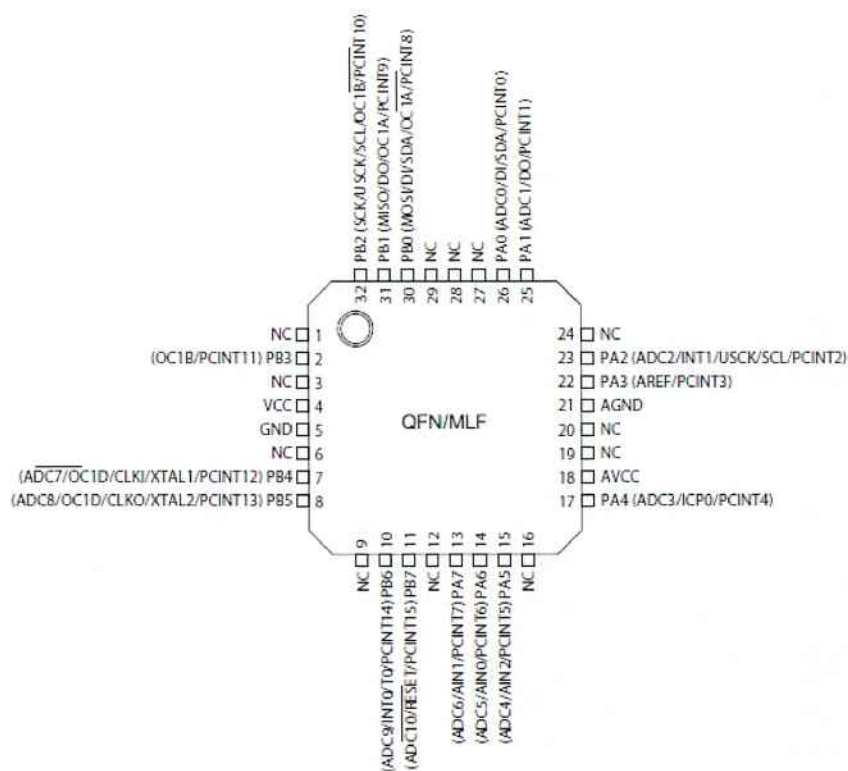 PB2 (SCK/USCK/SCL/OC1B/PCINT10)
PB1 (MISO/DO/OC1A/PCINT9)
PB0 (MOSI/DI/SDA/OC1A/PCINT8)
NC
NC
NC
PA0 (ADC0/DI/SDA/PCINT0)
PA1 (ADC1/DO/PCINT1)
32
31
30
29
28
27
26
25
NC 1
(OC1B/PCINT11) PB3 2
NC 3
VCC 4
GND 5
NC 6
(ADC7/OC1D/CLKI/XTAL1/PCINT12) PB4 7
(ADC8/OC1D/CLKO/XTAL2/PCINT13) PB5 8
QFN/MLF
24 NC
23 PA2 (ADC2/INT1/USCK/SCL/PCINT2)
22 PA3 (AREF/PCINT3)
21 AGND
20 NC
19 NC
18 AVCC
17 PA4 (ADC3/ICP0/PCINT4)
9
10
11
12
13
14
15
16
NC
(ADC9/INT0/T0/PCINT14) PB6
(ADC10/RESET/PCINT15) PB7
NC
(ADC6/AIN1/PCINT7) PA7
(ADC5/AIN0/PCINT6) PA6
(ADC4/AIN2/PCINT5) PA5
NC